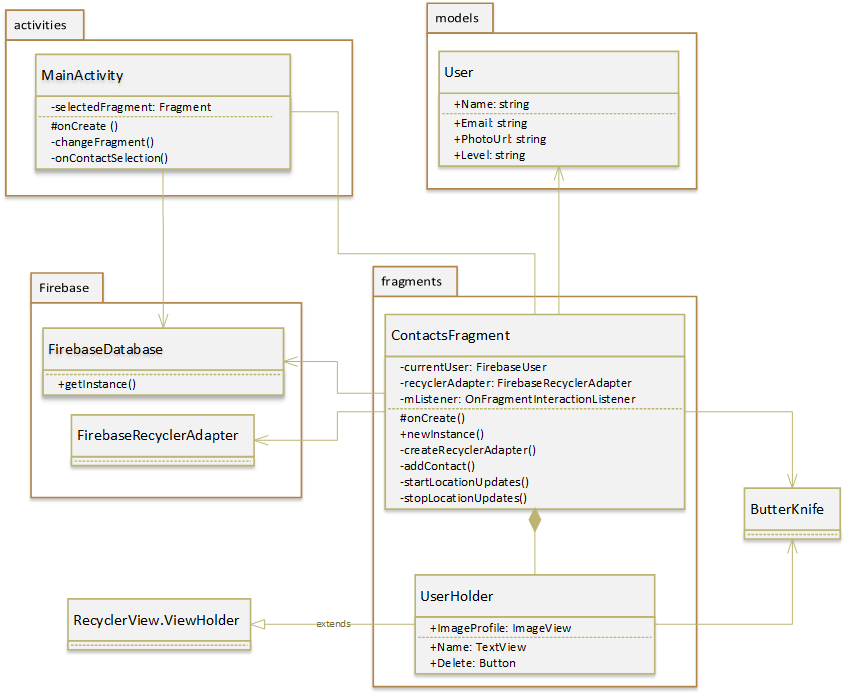 activities
MainActivity
-selectedFragment: Fragment
#onCreate ()
-changeFragment()
-onContactSelection()
models
User
+Name: string
+Email: string
+PhotoUrl: string
+Level: string
Firebase
FirebaseDatabase
+getInstance()
FirebaseRecyclerAdapter
fragments
ContactsFragment
-currentUser: FirebaseUser
-recyclerAdapter: FirebaseRecyclerAdapter
-mListener: OnFragmentInteractionListener
#onCreate()
+newInstance()
-createRecyclerAdapter()
-addContact()
-startLocationUpdates()
-stopLocationUpdates()
ButterKnife
RecyclerView.ViewHolder
extends
UserHolder
+ImageProfile: ImageView
+Name: TextView
+Delete: Button